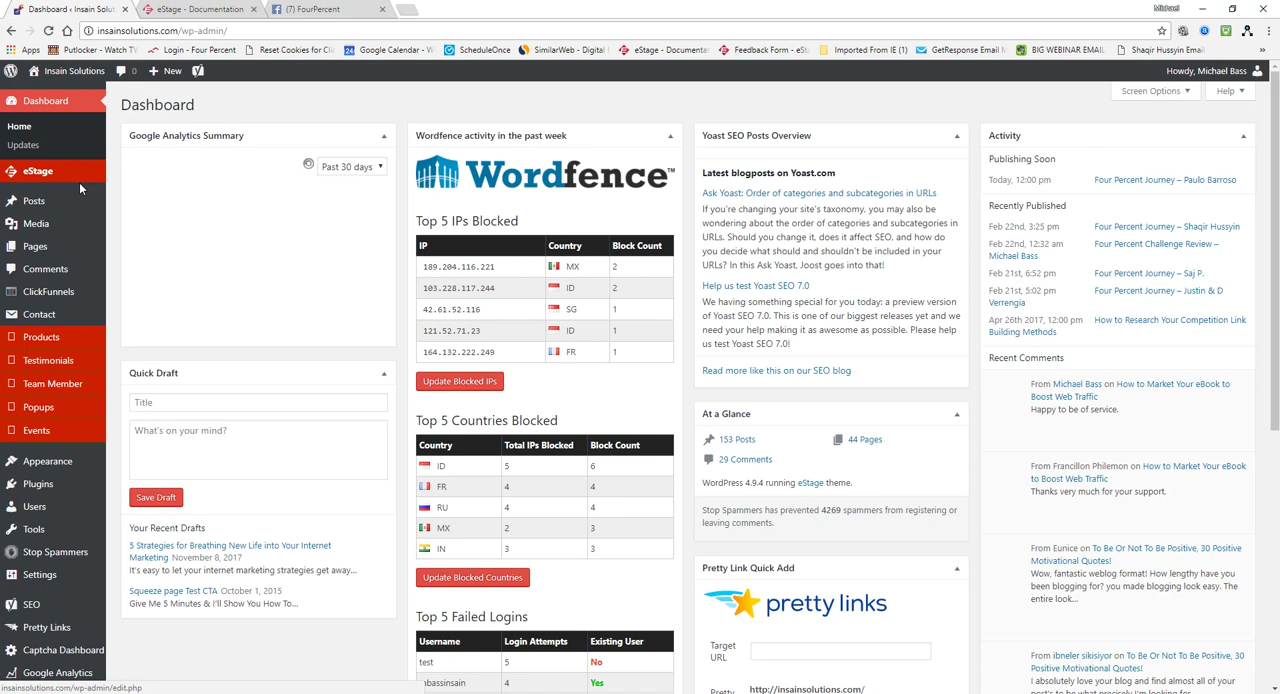 Dashboard ‹ Insain Solutions
eStage - Documentation
(7) FourPercent
Michael
insainsolutions.com/wp-admin/
Apps
Putlocker - Watch TV
Login - Four Percent
Reset Cookies for Cli
Google Calendar - W
ScheduleOnce
SimilarWeb - Digital
eStage - Documentat
Feedback Form - eSt
Imported From IE (1)
GetResponse Email M
BIG WEBINAR EMAIL
Shaqir Hussyin Email
»
Insain Solutions
0
New
Howdy, Michael Bass
Dashboard
Home
Updates
eStage
Posts
Media
Pages
Comments
ClickFunnels
Contact
Products
Testimonials
Team Member
Popups
Events
Appearance
Plugins
Users
Tools
Stop Spammers
Settings
SEO
Pretty Links
Captcha Dashboard
Google Analytics
insainsolutions.com/wp-admin/edit.php
Dashboard
Screen Options
Help
Google Analytics Summary
Past 30 days
Quick Draft
Title
What's on your mind?
Save Draft
Your Recent Drafts
5 Strategies for Breathing New Life into Your Internet
Marketing November 8, 2017
It's easy to let your internet marketing strategies get away...
Squeeze page Test CTA October 1, 2015
Give Me 5 Minutes & I'll Show You How To...
Wordfence activity in the past week
Wordfence™
Top 5 IPs Blocked
IP Country Block Count
189.204.116.221 MX 2
103.228.117.244 ID 2
42.61.52.116 SG 1
121.52.71.23 ID 1
164.132.222.249 FR 1
Update Blocked IPs
Top 5 Countries Blocked
Country Total IPs Blocked Block Count
ID 5 6
FR 4 4
RU 4 4
MX 2 3
IN 3 3
Update Blocked Countries
Top 5 Failed Logins
Username Login Attempts Existing User
test 5 No
abassinsain 4 Yes
Yoast SEO Posts Overview
Latest blogposts on Yoast.com
Ask Yoast: Order of categories and subcategories in URLs
If you're changing your site's taxonomy, you may also be
wondering about the order of categories and subcategories in
URLs. Should you change it, does it affect SEO, and how do
you decide what should and shouldn't be included in your
URLs? In this Ask Yoast, Joost goes into that!
Help us test Yoast SEO 7.0!
We having something special for you today: a preview version
of Yoast SEO 7.0. This is one of our biggest releases yet and we
need your help making it as awesome as possible. Please help
us test Yoast SEO 7.0!
Read more like this on our SEO blog
At a Glance
153 Posts
44 Pages
29 Comments
WordPress 4.9.4 running eStage theme.
Stop Spammers has prevented 4269 spammers from registering or
leaving comments.
Pretty Link Quick Add
pretty links
Target
URL
Pretty
http://insainsolutions.com/
Activity
Publishing Soon
Today, 12:00 pm Four Percent Journey – Paulo Barroso
Recently Published
Feb 22nd, 3:25 pm Four Percent Journey – Shaqir Hussyin
Feb 22nd, 12:32 am Four Percent Challenge Review –
Michael Bass
Feb 21st, 6:52 pm Four Percent Journey – Saj P.
Feb 21st, 5:02 pm Four Percent Journey – Justin & D
Verrengia
Apr 26th 2017, 12:00 pm How to Research Your Competition Link
Building Methods
Recent Comments
From Michael Bass on How to Market Your eBook to
Boost Web Traffic
Happy to be of service.
From Francillon Philemon on How to Market Your eBook
to Boost Web Traffic
Thanks very much for your support.
From Eunice on To Be Or Not To Be Positive, 30 Positive
Motivational Quotes!
Wow, fantastic weblog format! How lengthy have you
been blogging for? you made blogging look easy. The
entire look...
From ibneler sikisiyor on To Be Or Not To Be Positive, 30
Positive Motivational Quotes!
I absolutely love your blog and find almost all of your